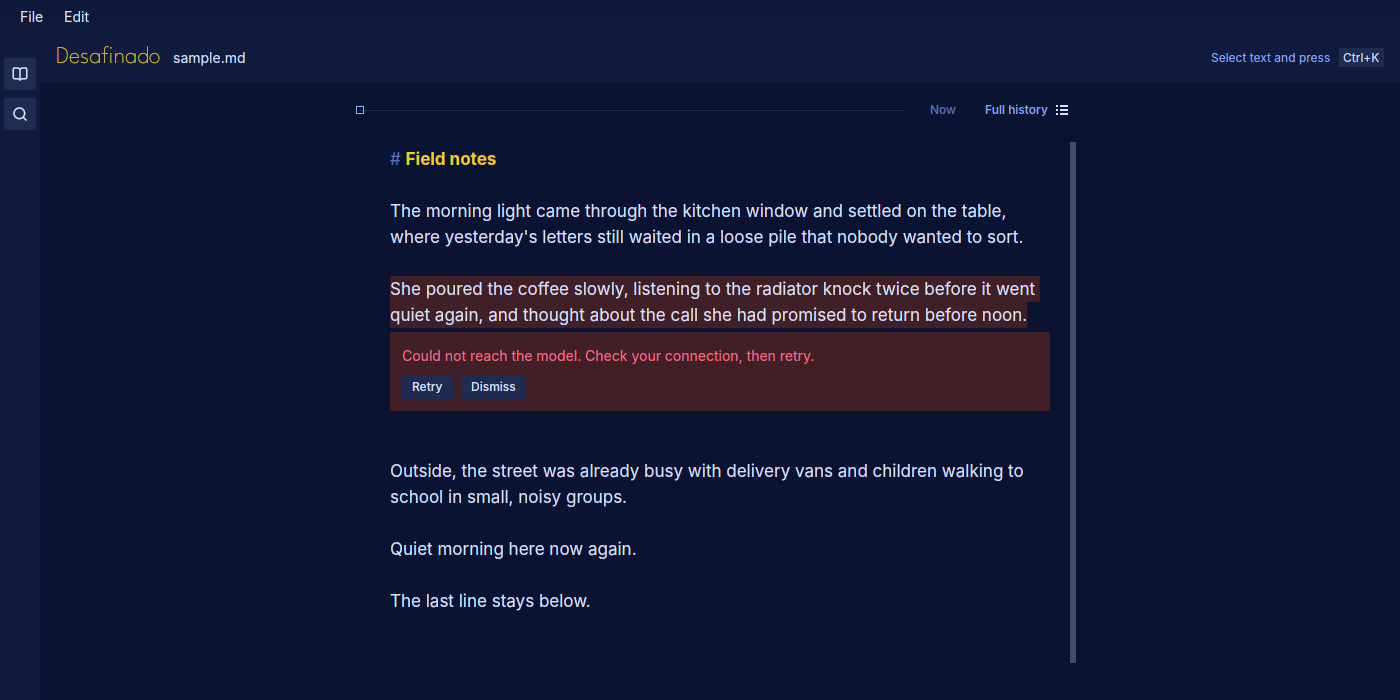 File Edit
Desafinado sample.md Select text and press Ctrl+K
Now Full history
# Field notes
The morning light came through the kitchen window and settled on the table,
where yesterday's letters still waited in a loose pile that nobody wanted to sort.
She poured the coffee slowly, listening to the radiator knock twice before it went
quiet again, and thought about the call she had promised to return before noon.
Could not reach the model. Check your connection, then retry.
Retry Dismiss
Outside, the street was already busy with delivery vans and children walking to
school in small, noisy groups.
Quiet morning here now again.
The last line stays below.